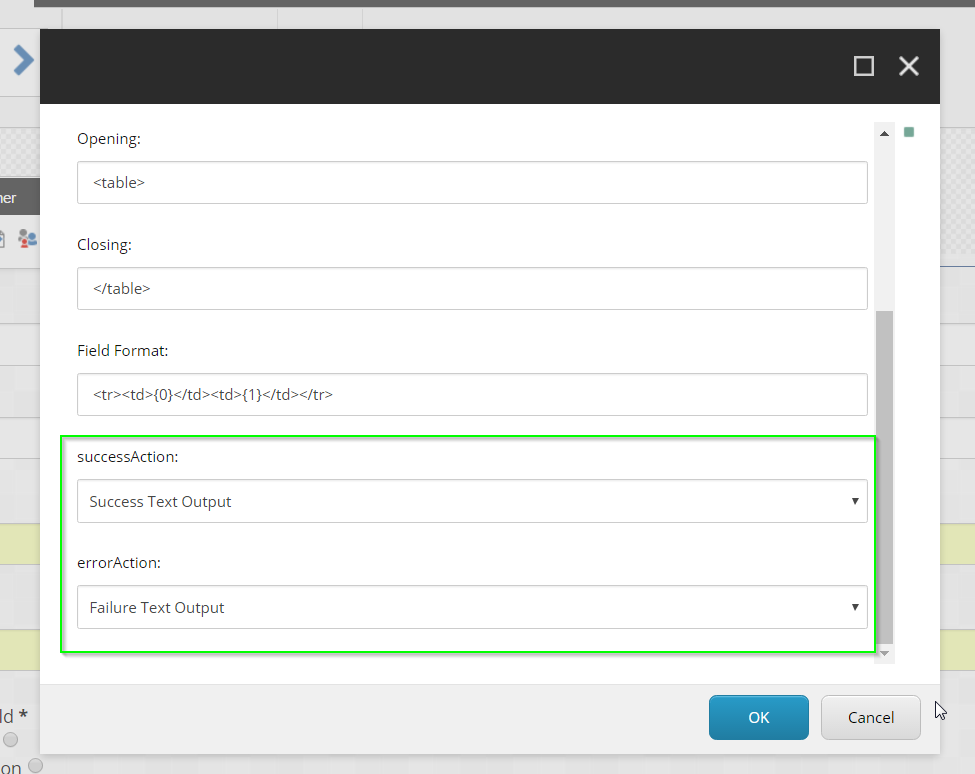 Opening:
<table>
ner
Closing:
</table>
Field Format:
<tr><td>{0}</td><td>{1}</td></tr>
successAction:
Success Text Output
errorAction:
Failure Text Output
ld *
OK
Cancel
on